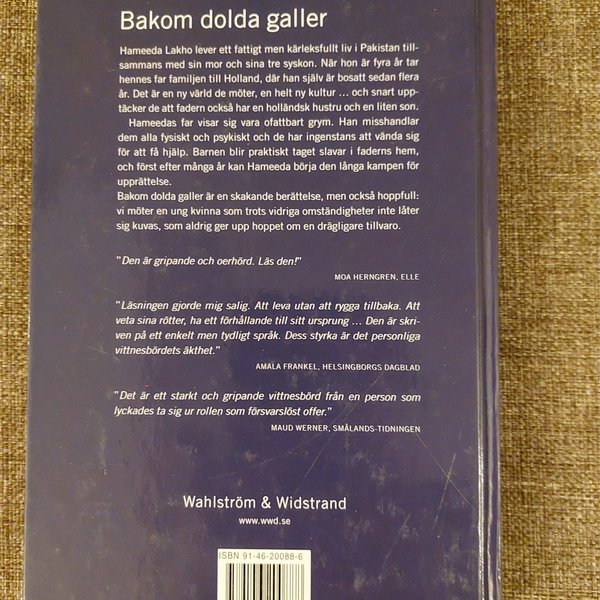 Bakom dolda galler
Hameeda Lakho lever ett fattigt men kärleksfullt liv i Pakistan till-
sammans med sin mor och sina tre syskon. När hon är fyra år tar
hennes far familjen till Holland, där han själv är bosatt sedan flera
år. Det är en ny värld de möter, en helt ny kultur ... och snart upp-
täcker de att fadern också har en holländsk hustru och en liten son.
Hameedas far visar sig vara ofattbart grym. Han misshandlar
dem alla fysiskt och psykiskt och de har ingenstans att vända sig
för att få hjälp. Barnen blir praktiskt taget slavar i faderns hem,
och först efter många år kan Hameeda börja den långa kampen för
upprättelse.
Bakom dolda galler är en skakande berättelse, men också hoppfull:
vi möter en ung kvinna som trots vidriga omständigheter inte låter
sig kuvas, som aldrig ger upp hoppet om en drägligare tillvaro.
"Den är gripande och oerhörd. Läs den!"
MOA HERNGREN, ELLE
"Läsningen gjorde mig salig. Att leva utan att rygga tillbaka. Att
veta sina rötter, ha ett förhållande till sitt ursprung ... Den är skri-
ven på ett enkelt men tydligt språk. Dess styrka är det personliga
vittnesbördets äkthet."
AMALA FRANKEL, HELSINGBORGS DAGBLAD
"Det är ett starkt och gripande vittnesbörd från en person som
lyckades ta sig ur rollen som försvarslöst offer."
MAUD WERNER, SMÅLANDS-TIDNINGEN
Wahlström & Widstrand
www.wwd.se
ISBN 91-46-20088-6